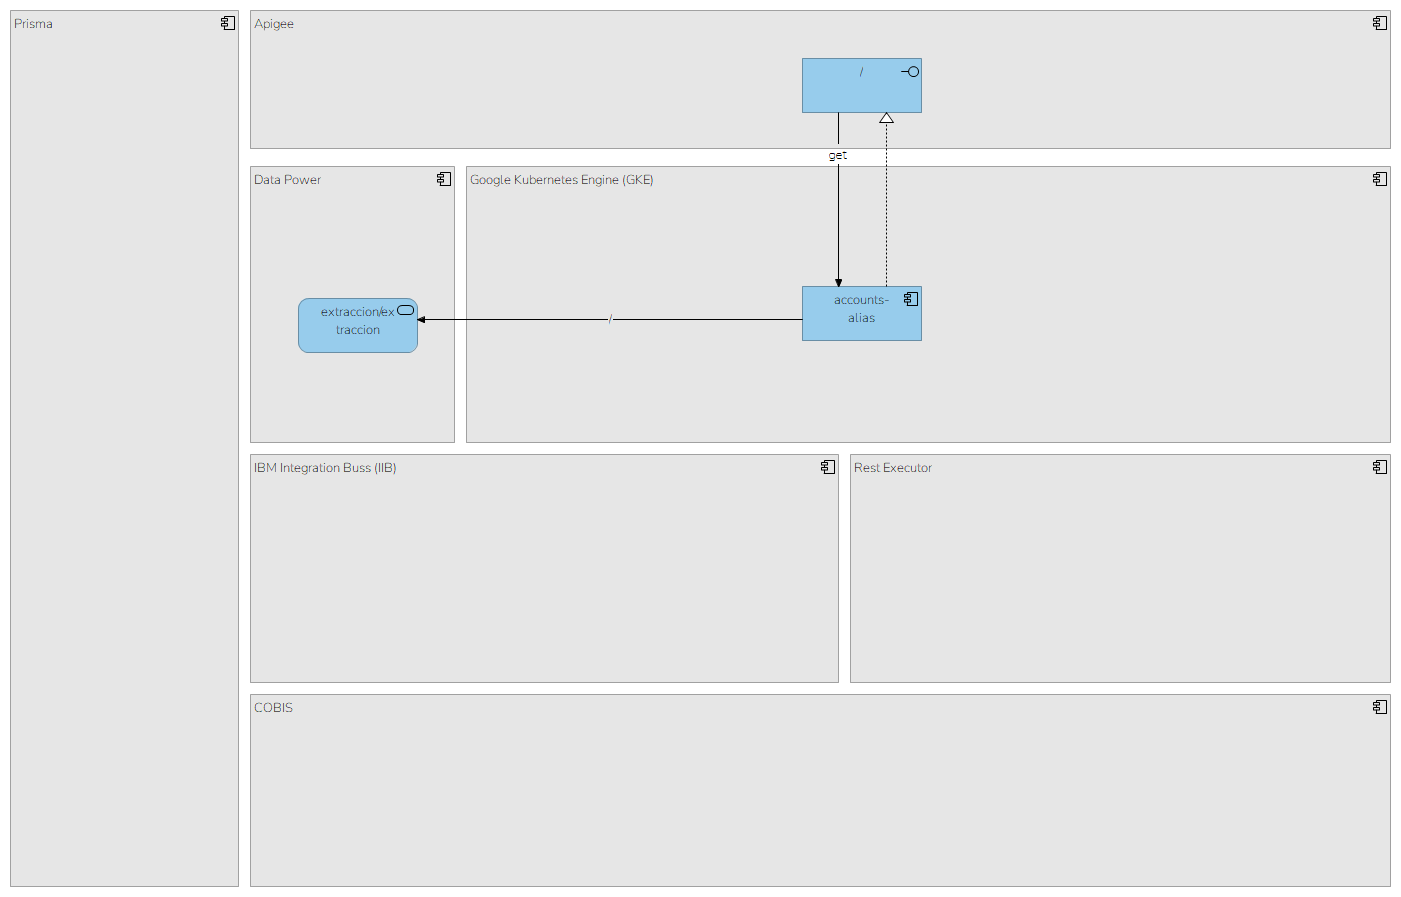 Prisma
Apigee
/
get
Data Power
Google Kubernetes Engine (GKE)
extraccion/ex
traccion
/
accounts-
alias
IBM Integration Buss (IIB)
Rest Executor
COBIS